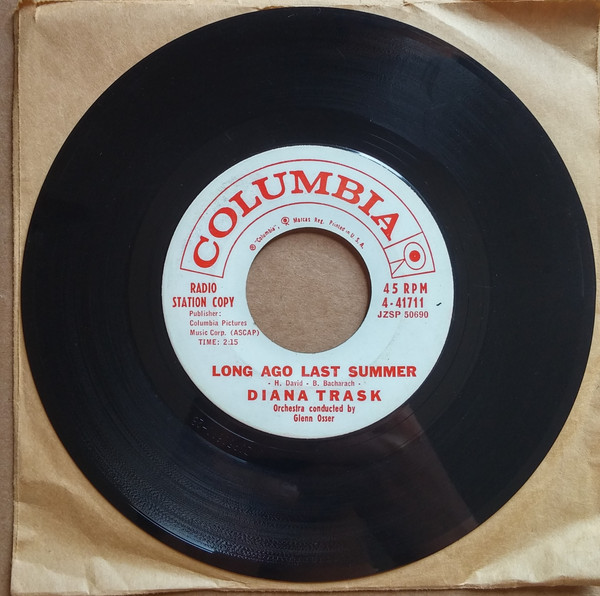 COLUMBIA
® "Columbia", Marcas Reg. Printed in U.S.A.
RADIO
STATION COPY
Publisher:
Columbia Pictures
Music Corp. (ASCAP)
TIME: 2:15
45 RPM
4-41711
JZSP 50690
LONG AGO LAST SUMMER
- H. David - B. Bacharach -
DIANA TRASK
Orchestra conducted by
Glenn Osser